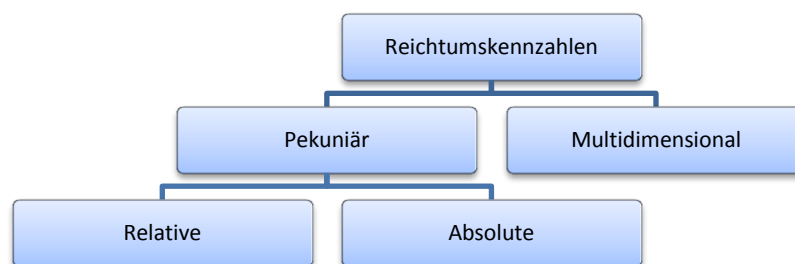 Reichtumskennzahlen
Pekuniär
Multidimensional
Relative
Absolute